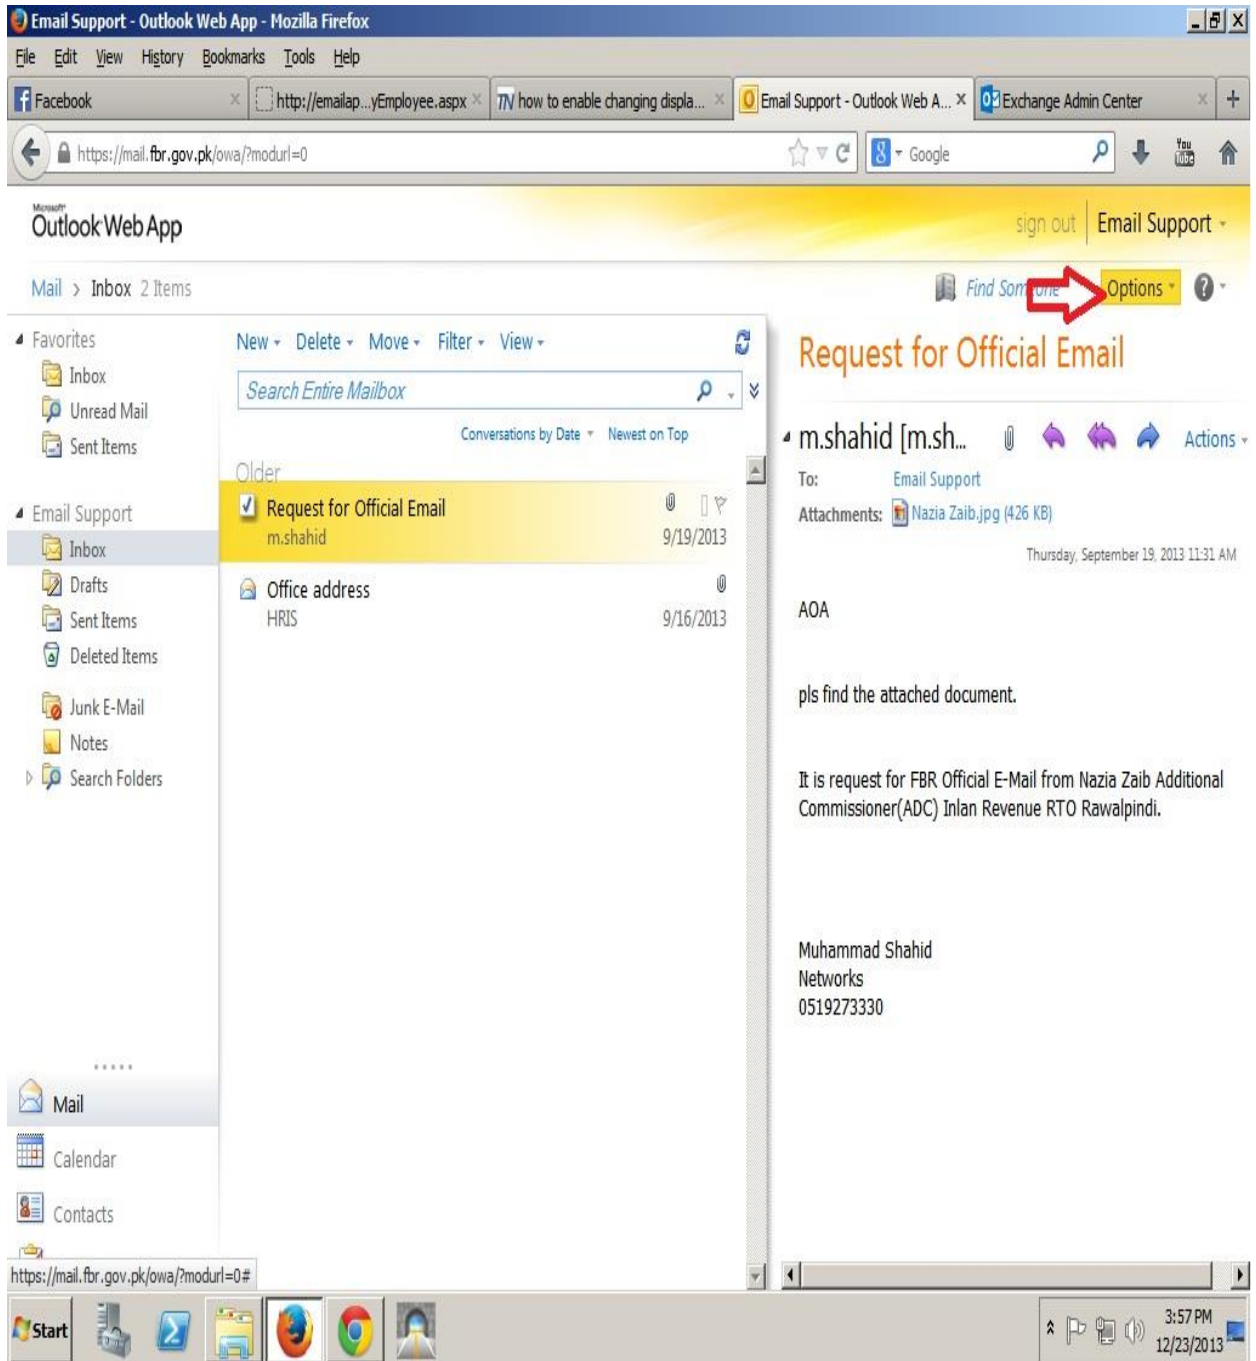 Email Support - Outlook Web App - Mozilla Firefox
File Edit View History Bookmarks Tools Help
Facebook
http://emailap...yEmployee.aspx
TN how to enable changing displa...
Email Support - Outlook Web A...
Exchange Admin Center
https://mail.fbr.gov.pk/owa/?modurl=0
Google
You Tube
Microsoft
Outlook Web App
sign out Email Support
Mail > Inbox 2 Items
Find Someone Options
Favorites
Inbox
Unread Mail
Sent Items
Email Support
Inbox
Drafts
Sent Items
Deleted Items
Junk E-Mail
Notes
Search Folders
Mail
Calendar
Contacts
https://mail.fbr.gov.pk/owa/?modurl=0#
New Delete Move Filter View
Search Entire Mailbox
Conversations by Date Newest on Top
Older
Request for Official Email
m.shahid 9/19/2013
Office address
HRIS 9/16/2013
Request for Official Email
m.shahid [m.sh... Actions
To: Email Support
Attachments: Nazia Zaib.jpg (426 KB)
Thursday, September 19, 2013 11:31 AM
AOA
pls find the attached document.
It is request for FBR Official E-Mail from Nazia Zaib Additional
Commissioner(ADC) Inlan Revenue RTO Rawalpindi.
Muhammad Shahid
Networks
0519273330
Start
3:57 PM
12/23/2013